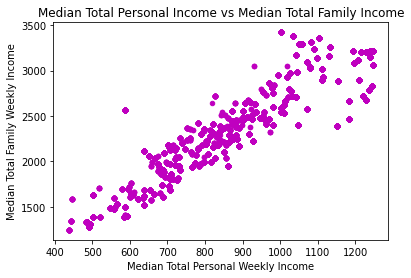 Median Total Personal Income vs Median Total Family Income
Median Total Family Weekly Income
3500
3000
2500
2000
1500
400 500 600 700 800 900 1000 1100 1200
Median Total Personal Weekly Income